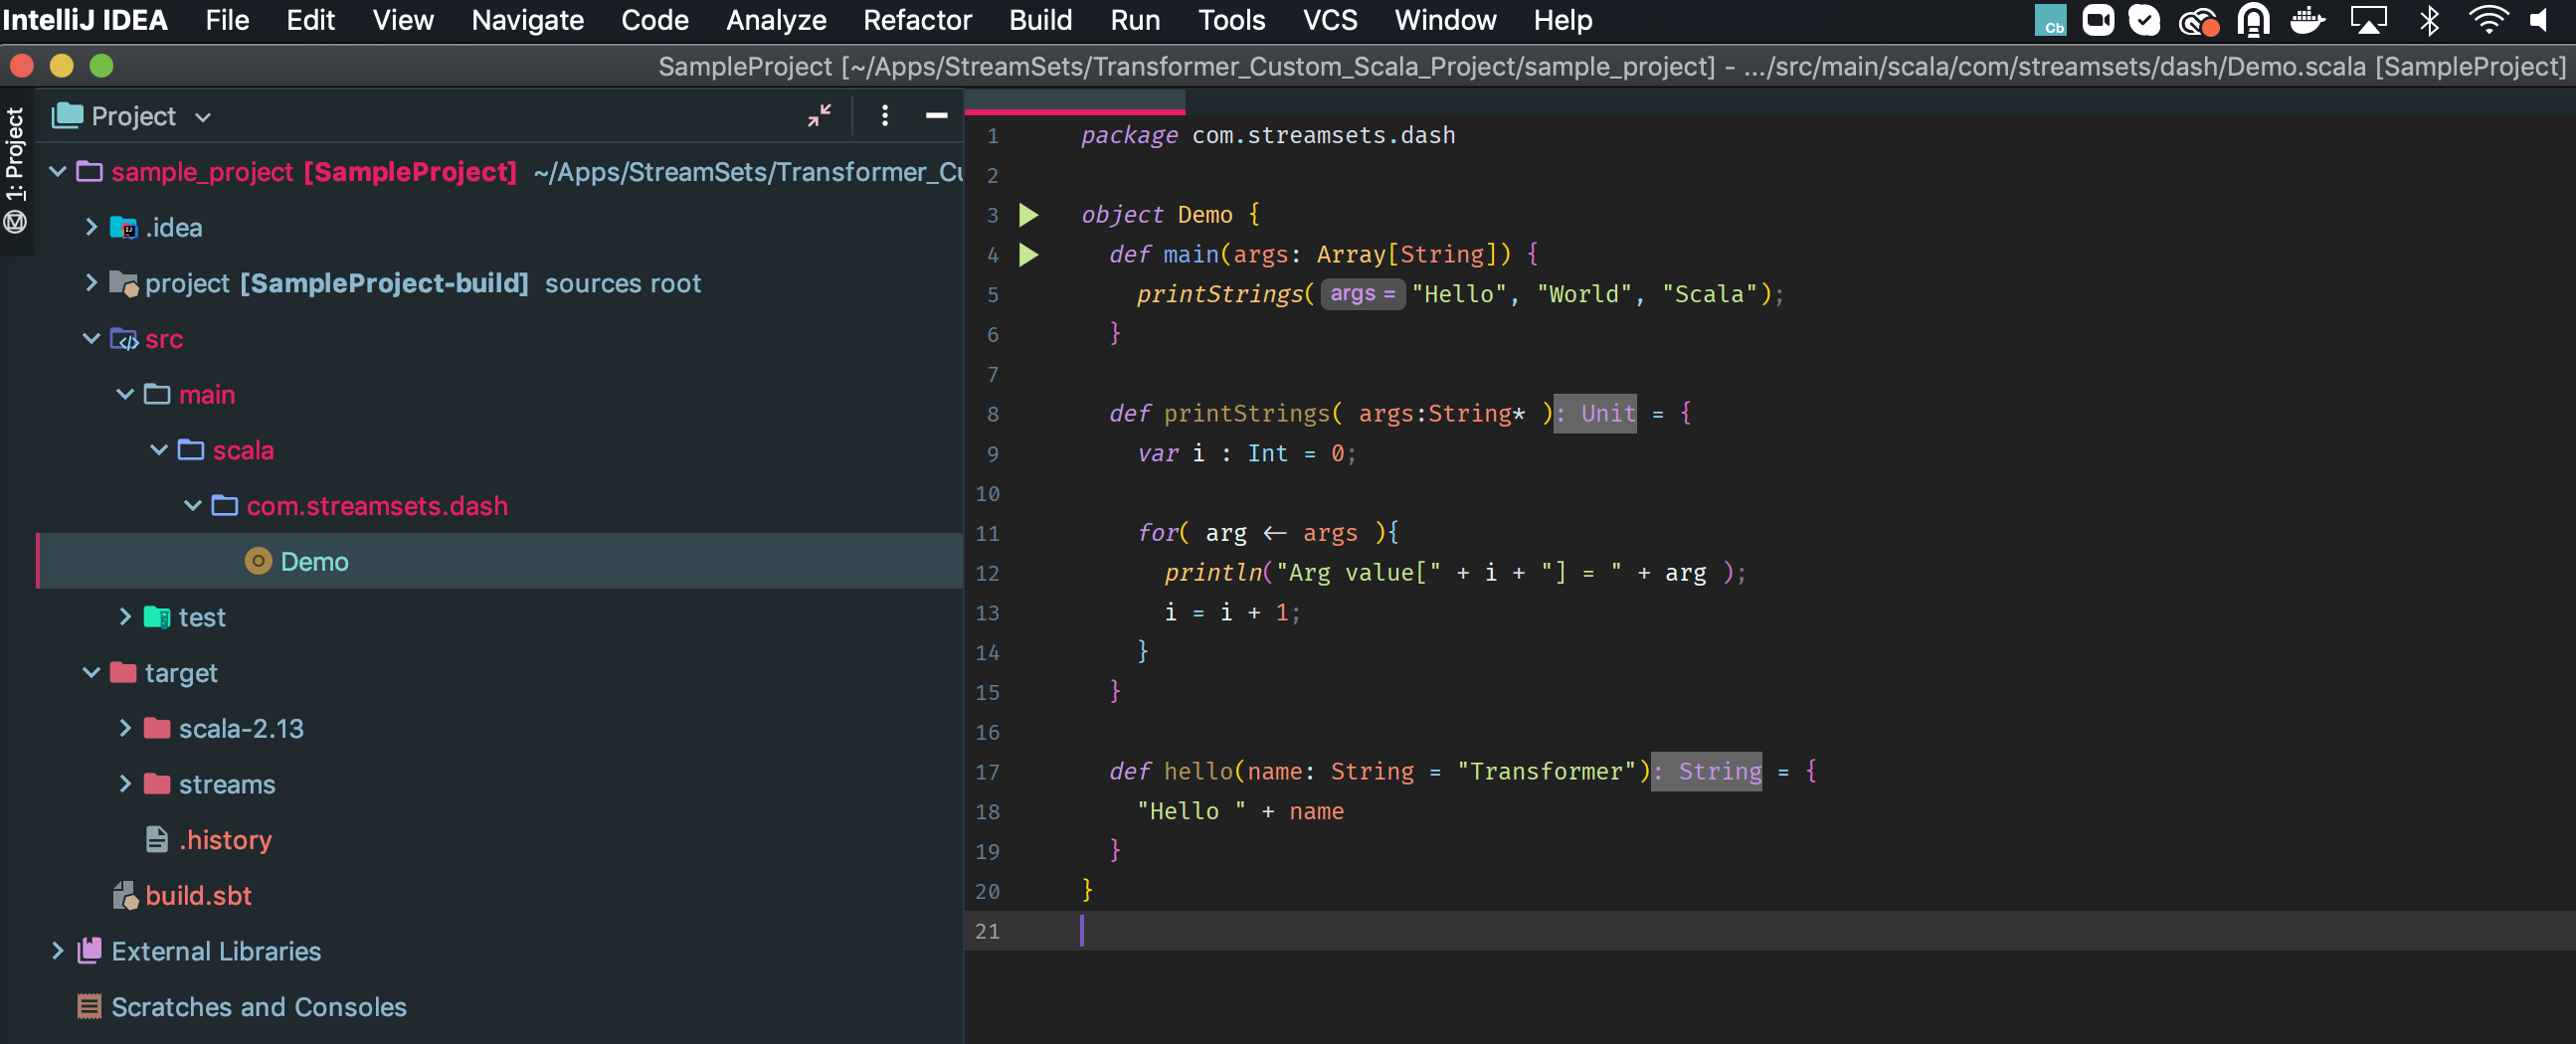 IntelliJ IDEA File Edit View Navigate Code Analyze Refactor Build Run Tools VCS Window Help
Cb
SampleProject [~/Apps/StreamSets/Transformer_Custom_Scala_Project/sample_project] - .../src/main/scala/com/streamsets/dash/Demo.scala [SampleProject]
1: Project
Project
sample_project [SampleProject] ~/Apps/StreamSets/Transformer_Cu
.idea
project [SampleProject-build] sources root
src
main
scala
com.streamsets.dash
Demo
test
target
scala-2.13
streams
.history
build.sbt
External Libraries
Scratches and Consoles
1 package com.streamsets.dash
2
3 object Demo {
4 def main(args: Array[String]) {
5 printStrings( args = "Hello", "World", "Scala");
6 }
7
8 def printStrings( args:String* ): Unit = {
9 var i : Int = 0;
10
11 for( arg ← args ){
12 println("Arg value[" + i + "] = " + arg );
13 i = i + 1;
14 }
15 }
16
17 def hello(name: String = "Transformer"): String = {
18 "Hello " + name
19 }
20 }
21